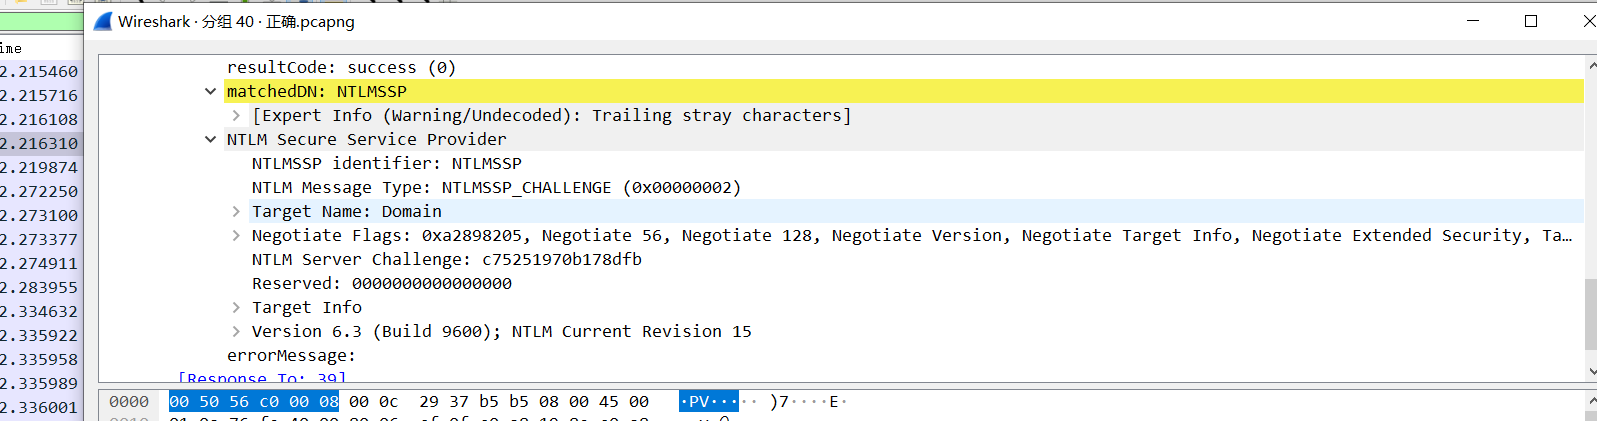 Wireshark · 分组 40 · 正确.pcapng
ime
2.215460
2.215716
2.216108
2.216310
2.219874
2.272250
2.273100
2.273377
2.274911
2.283955
2.334632
2.335922
2.335958
2.335989
2.336001
resultCode: success (0)
matchedDN: NTLMSSP
[Expert Info (Warning/Undecoded): Trailing stray characters]
NTLM Secure Service Provider
NTLMSSP identifier: NTLMSSP
NTLM Message Type: NTLMSSP_CHALLENGE (0x00000002)
Target Name: Domain
Negotiate Flags: 0xa2898205, Negotiate 56, Negotiate 128, Negotiate Version, Negotiate Target Info, Negotiate Extended Security, Ta…
NTLM Server Challenge: c75251970b178dfb
Reserved: 0000000000000000
Target Info
Version 6.3 (Build 9600); NTLM Current Revision 15
errorMessage:
[Response To: 39]
0000 00 50 56 c0 00 08 00 0c 29 37 b5 b5 08 00 45 00 ·PV····· )7····E·